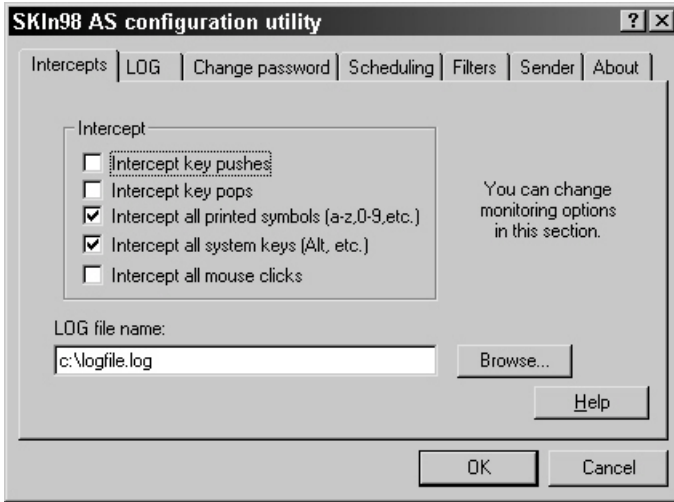 SKIn98 AS configuration utility
Intercepts LOG Change password Scheduling Filters Sender About
Intercept
Intercept key pushes
Intercept key pops
Intercept all printed symbols (a-z,0-9,etc.)
Intercept all system keys (Alt, etc.)
Intercept all mouse clicks
You can change
monitoring options
in this section.
LOG file name:
c:\logfile.log
Browse...
Help
OK Cancel